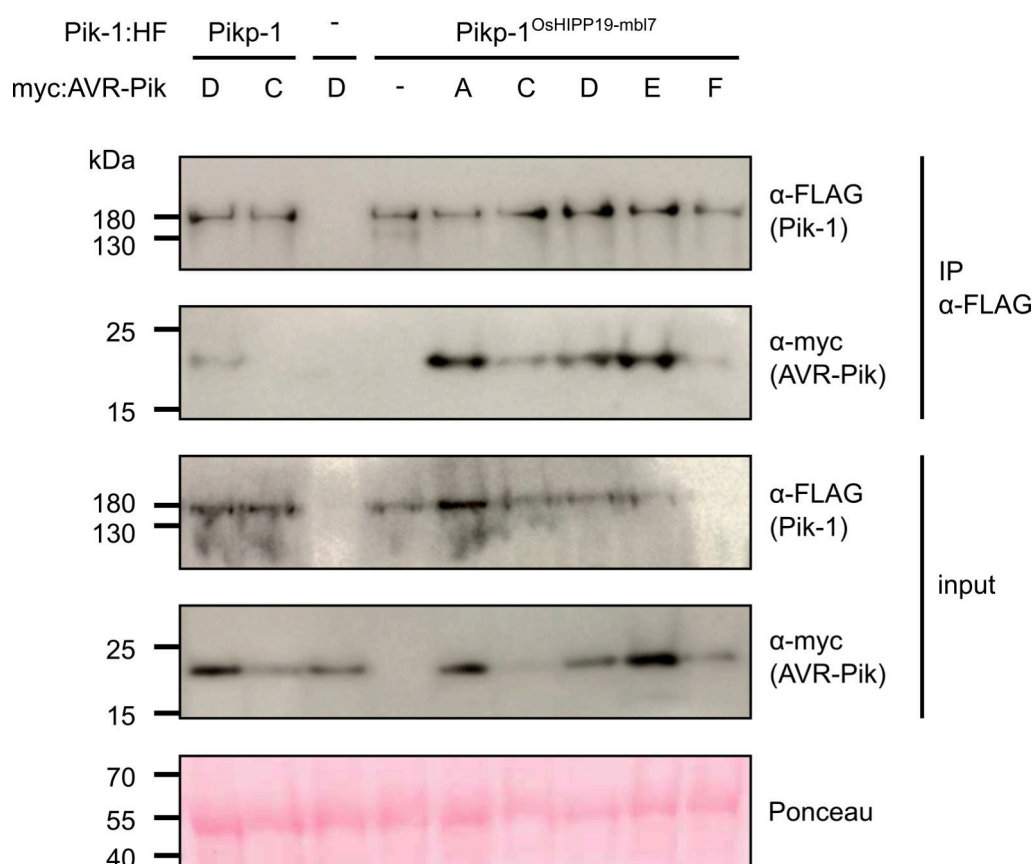 Pik-1:HF Pikp-1 - Pikp-1^OsHIPP19-mbl7
myc:AVR-Pik D C D - A C D E F
kDa
180
130
α-FLAG
(Pik-1)
25
15
α-myc
(AVR-Pik)
IP
α-FLAG
180
130
α-FLAG
(Pik-1)
25
15
α-myc
(AVR-Pik)
input
70
55
40
Ponceau